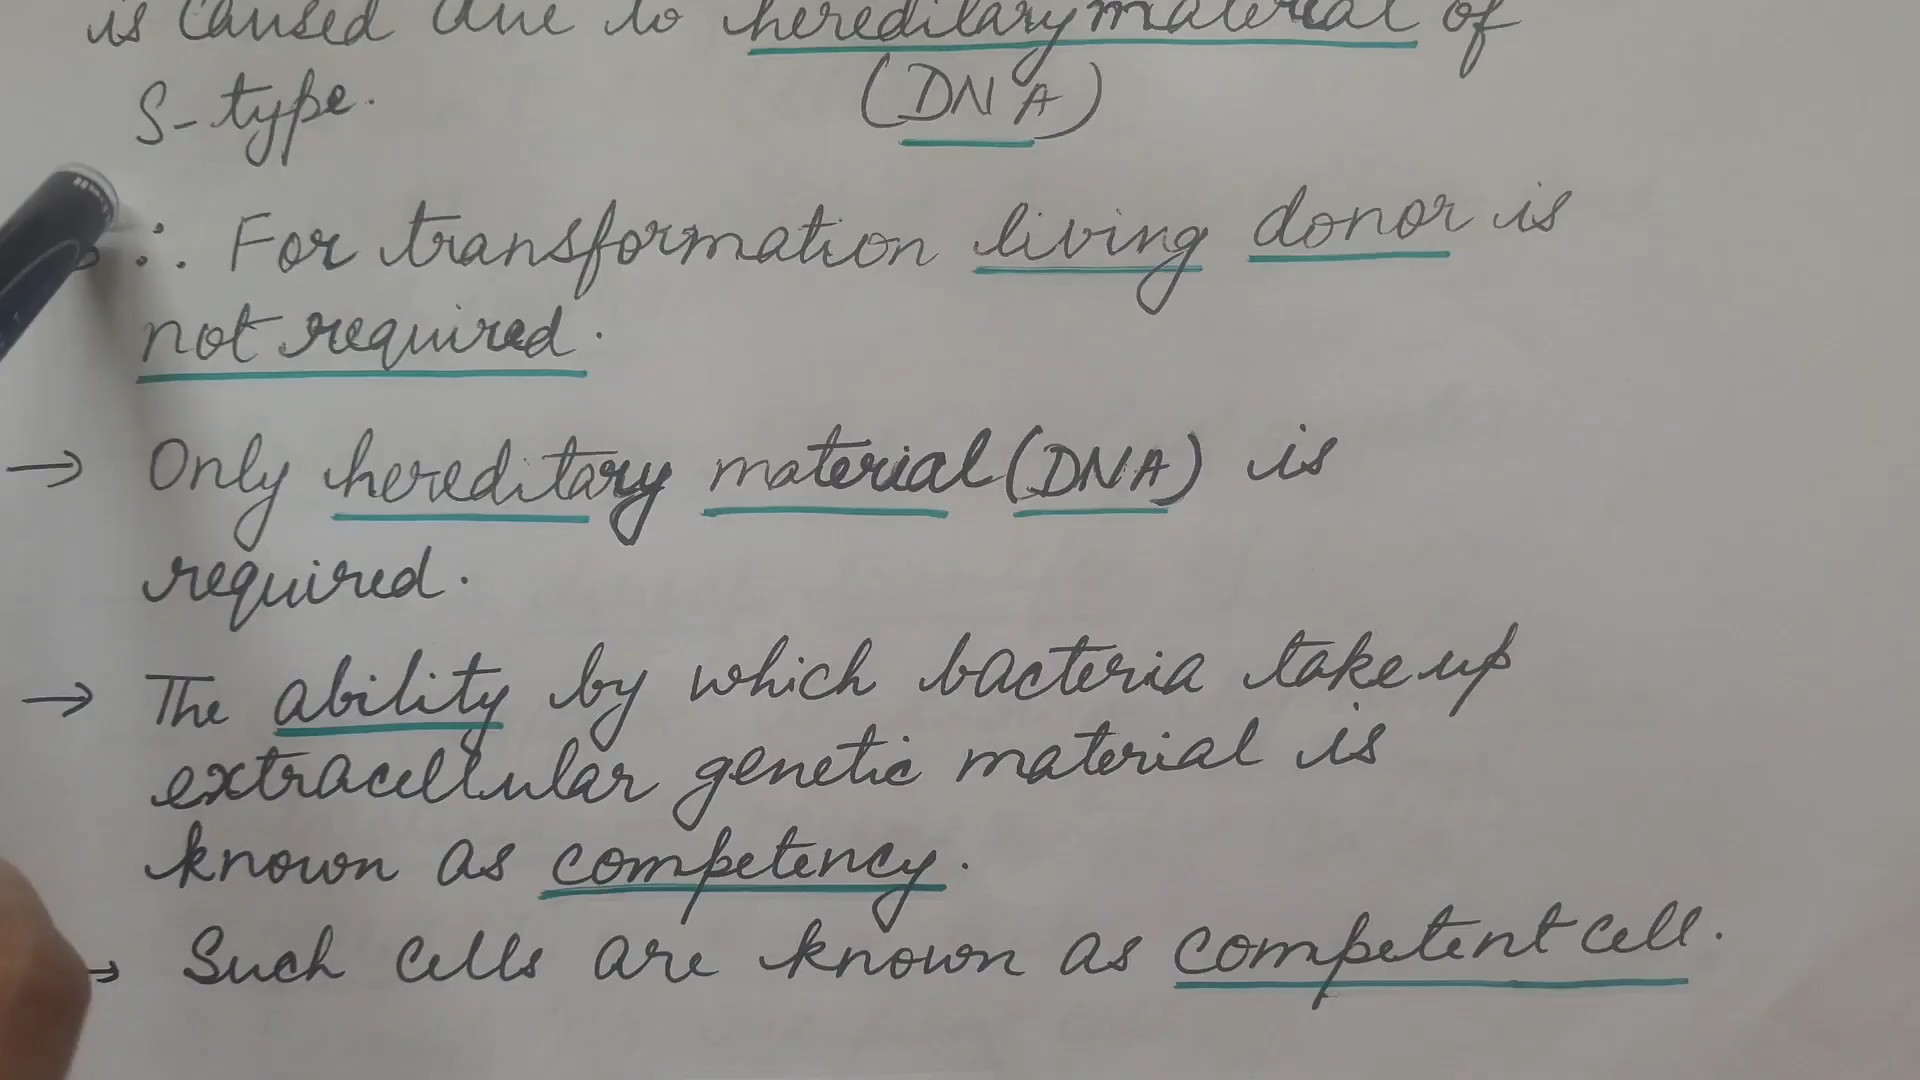 is caused due to hereditary material of
S-type. (DNA)
∴ For transformation living donor is
not required.
→ Only hereditary material (DNA) is
required.
→ The ability by which bacteria take up
extracellular genetic material is
known as competency.
→ Such cells are known as competent cell.